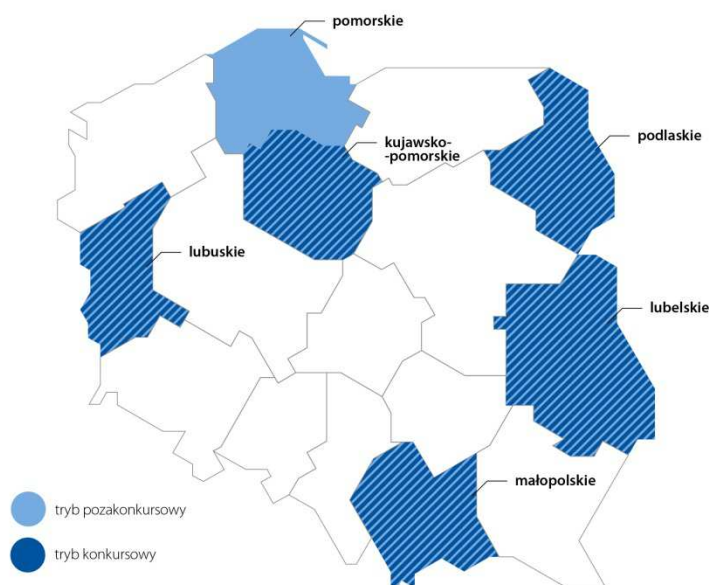 pomorskie
kujawsko-
-pomorskie
podlaskie
lubuskie
lubelskie
małopolskie
tryb pozakonkursowy
tryb konkursowy